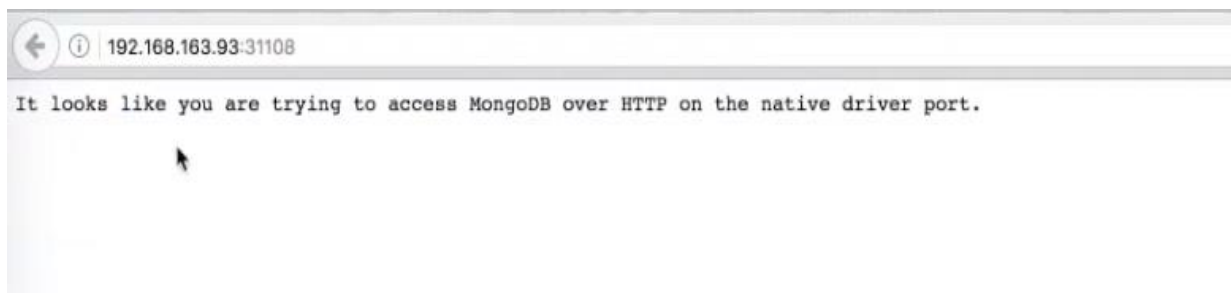 192.168.163.93:31108
It looks like you are trying to access MongoDB over HTTP on the native driver port.